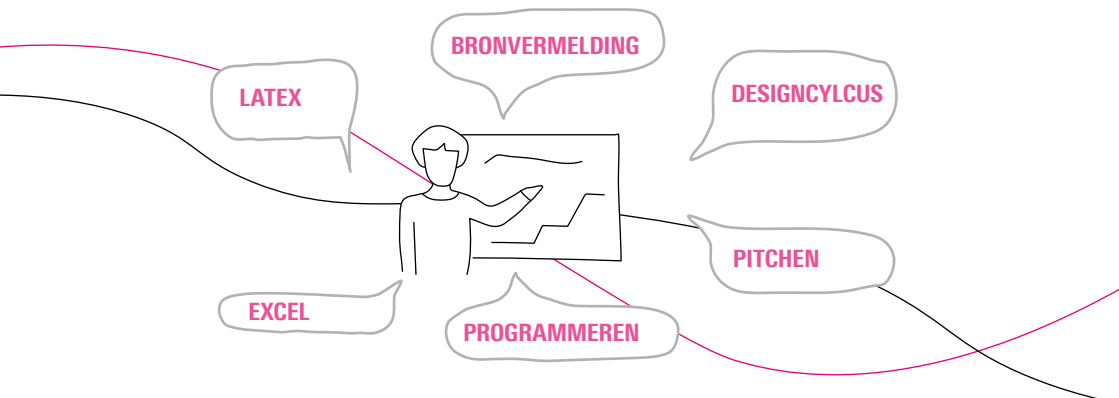 BRONVERMELDING
LATEX
DESIGNCYLCUS
PITCHEN
EXCEL
PROGRAMMEREN